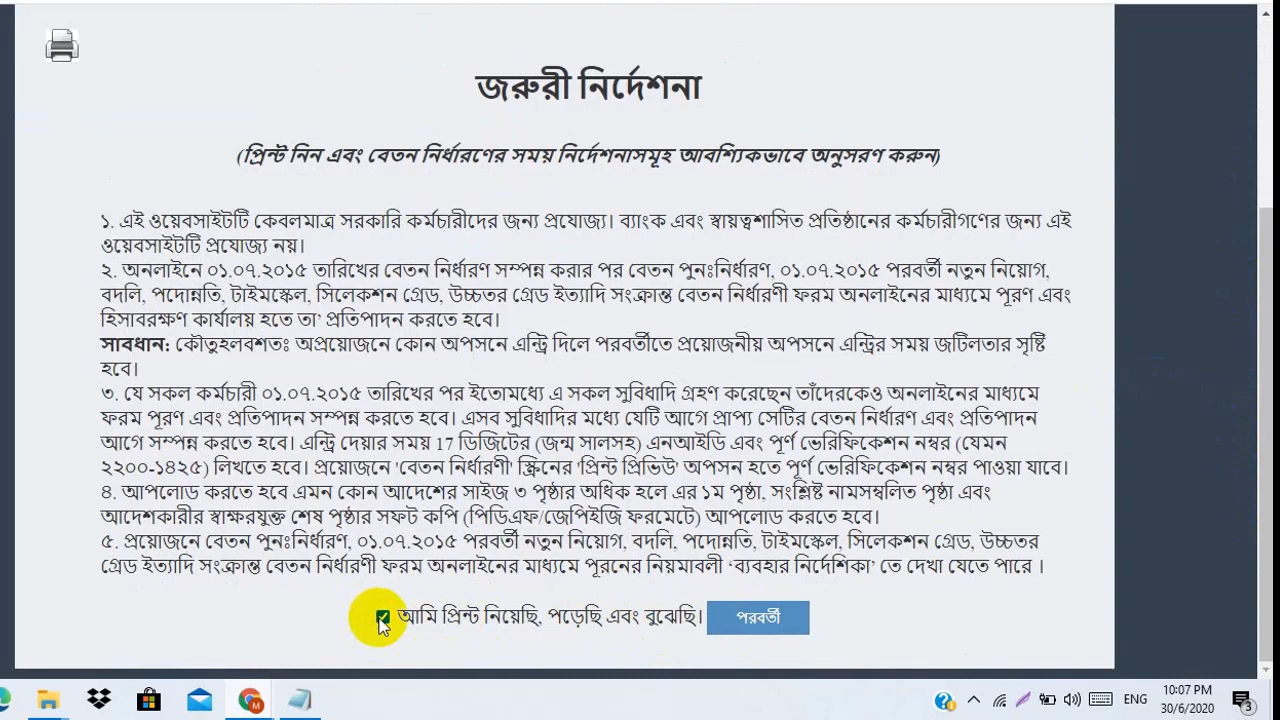 জরুরী নির্দেশনা
(প্রিন্ট নিন এবং বেতন নির্ধারণের সময় নির্দেশনাসমূহ আবশ্যিকভাবে অনুসরণ করুন)
১. এই ওয়েবসাইটটি কেবলমাত্র সরকারি কর্মচারীদের জন্য প্রযোজ্য। ব্যাংক এবং স্বায়ত্বশাসিত প্রতিষ্ঠানের কর্মচারীগণের জন্য এই
ওয়েবসাইটটি প্রযোজ্য নয়।
২. অনলাইনে ০১.০৭.২০১৫ তারিখের বেতন নির্ধারণ সম্পন্ন করার পর বেতন পুনঃনির্ধারণ, ০১.০৭.২০১৫ পরবর্তী নতুন নিয়োগ,
বদলি, পদোন্নতি, টাইমস্কেল, সিলেকশন গ্রেড, উচ্চতর গ্রেড ইত্যাদি সংক্রান্ত বেতন নির্ধারণী ফরম অনলাইনের মাধ্যমে পূরণ এবং
হিসাবরক্ষণ কার্যালয় হতে তা' প্রতিপাদন করতে হবে।
সাবধান: কৌতুহলবশতঃ অপ্রয়োজনে কোন অপসনে এন্ট্রি দিলে পরবর্তীতে প্রয়োজনীয় অপসনে এন্ট্রির সময় জটিলতার সৃষ্টি
হবে।
৩. যে সকল কর্মচারী ০১.০৭.২০১৫ তারিখের পর ইতোমধ্যে এ সকল সুবিধাদি গ্রহণ করেছেন তাঁদেরকেও অনলাইনের মাধ্যমে
ফরম পূরণ এবং প্রতিপাদন সম্পন্ন করতে হবে। এসব সুবিধাদির মধ্যে যেটি আগে প্রাপ্য সেটির বেতন নির্ধারণ এবং প্রতিপাদন
আগে সম্পন্ন করতে হবে। এন্ট্রি দেয়ার সময় 17 ডিজিটের (জন্ম সালসহ) এনআইডি এবং পূর্ণ ভেরিফিকেশন নম্বর (যেমন
২২০০-১৪২৫) লিখতে হবে। প্রয়োজনে 'বেতন নির্ধারণী' স্ক্রিনের 'প্রিন্ট প্রিভিউ' অপসন হতে পূর্ণ ভেরিফিকেশন নম্বর পাওয়া যাবে।
৪. আপলোড করতে হবে এমন কোন আদেশের সাইজ ৩ পৃষ্ঠার অধিক হলে এর ১ম পৃষ্ঠা, সংশ্লিষ্ট নামসম্বলিত পৃষ্ঠা এবং
আদেশকারীর স্বাক্ষরযুক্ত শেষ পৃষ্ঠার সফট কপি (পিডিএফ/জেপিইজি ফরমেটে) আপলোড করতে হবে।
৫. প্রয়োজনে বেতন পুনঃনির্ধারণ, ০১.০৭.২০১৫ পরবর্তী নতুন নিয়োগ, বদলি, পদোন্নতি, টাইমস্কেল, সিলেকশন গ্রেড, উচ্চতর
গ্রেড ইত্যাদি সংক্রান্ত বেতন নির্ধারণী ফরম অনলাইনের মাধ্যমে পূরনের নিয়মাবলী ‘ব্যবহার নির্দেশিকা’ তে দেখা যেতে পারে ।
আমি প্রিন্ট নিয়েছি, পড়েছি এবং বুঝেছি। পরবর্তী
ENG
10:07 PM
30/6/2020
3